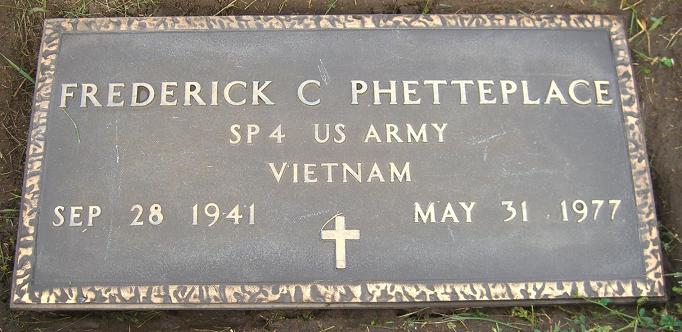 FREDERICK C PHETTEPLACE
SP4 US ARMY
VIETNAM
SEP 28 1941 MAY 31 1977